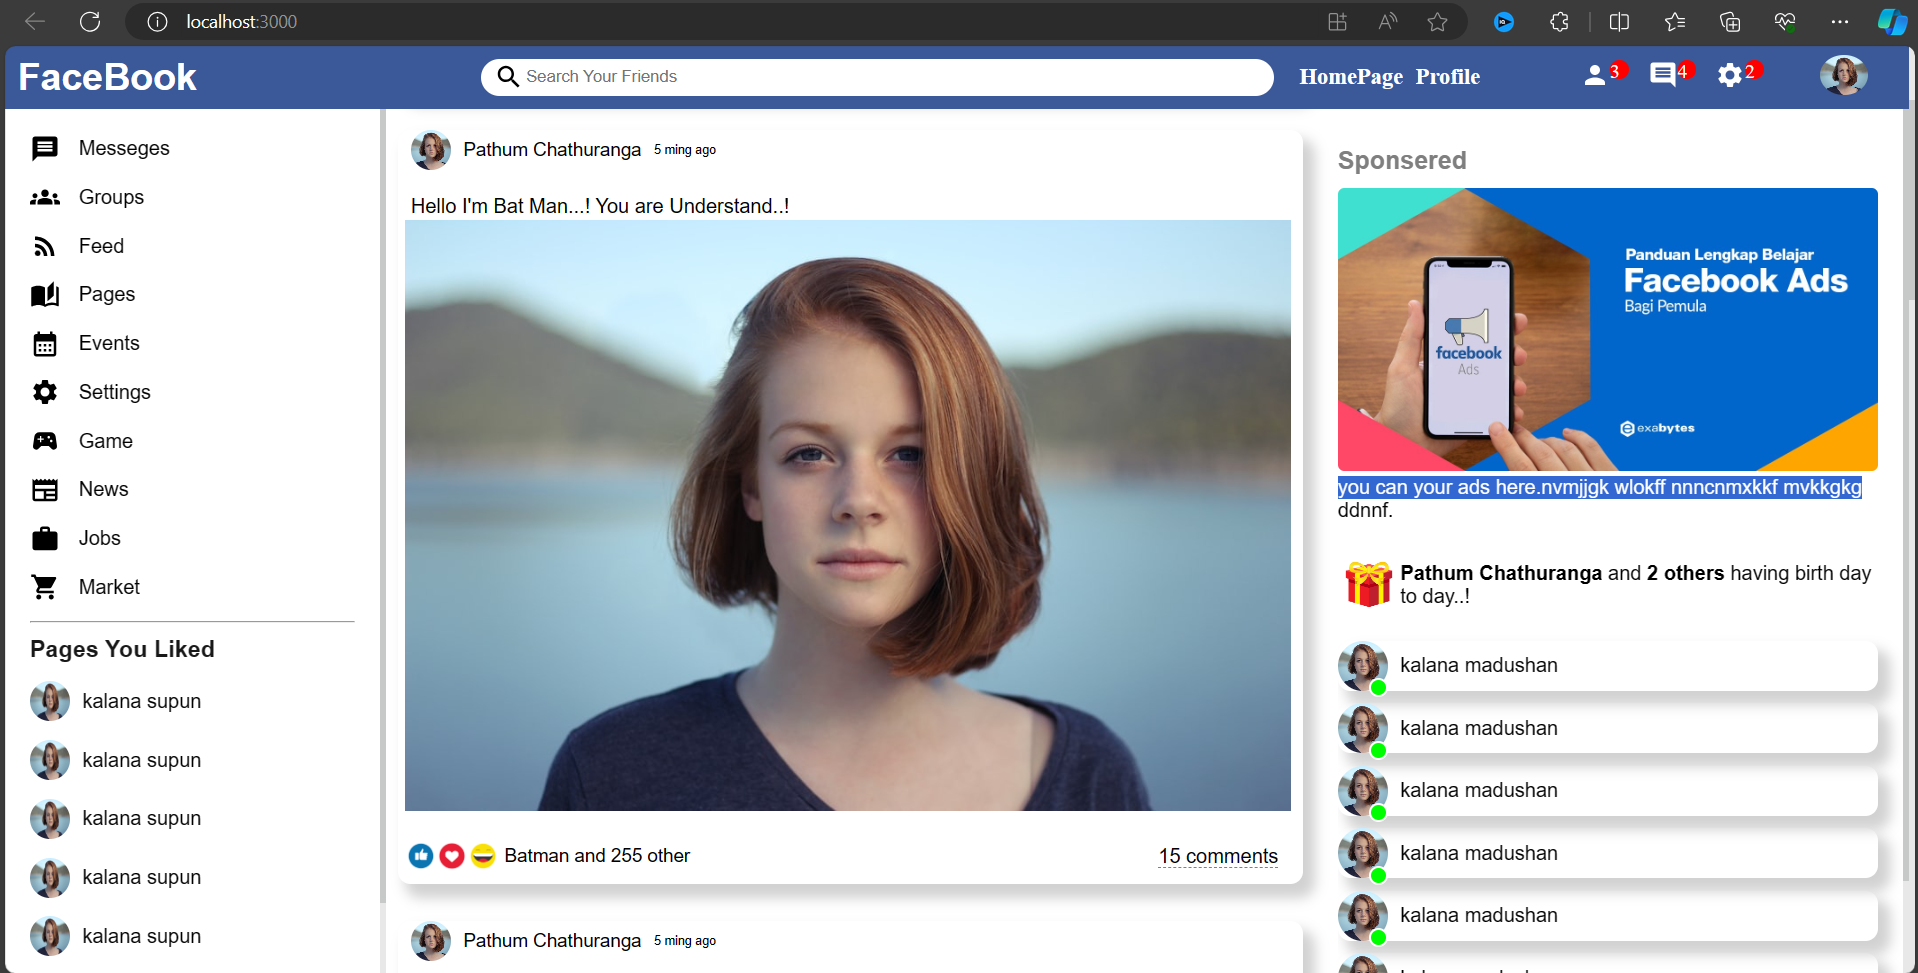 localhost:3000
FaceBook
Search Your Friends
HomePage Profile
3
4
2
Messeges
Groups
Feed
Pages
Events
Settings
Game
News
Jobs
Market
Pages You Liked
kalana supun
kalana supun
kalana supun
kalana supun
kalana supun
Pathum Chathuranga 5 ming ago
Hello I'm Bat Man...! You are Understand..!
Batman and 255 other
15 comments
Pathum Chathuranga 5 ming ago
Sponsered
Panduan Lengkap Belajar
Facebook Ads
Bagi Pemula
facebook
Ads
exabytes
you can your ads here.nvmjjgk wlokff nnncnmxkkf mvkkgkg
ddnnf.
Pathum Chathuranga and 2 others having birth day
to day..!
kalana madushan
kalana madushan
kalana madushan
kalana madushan
kalana madushan